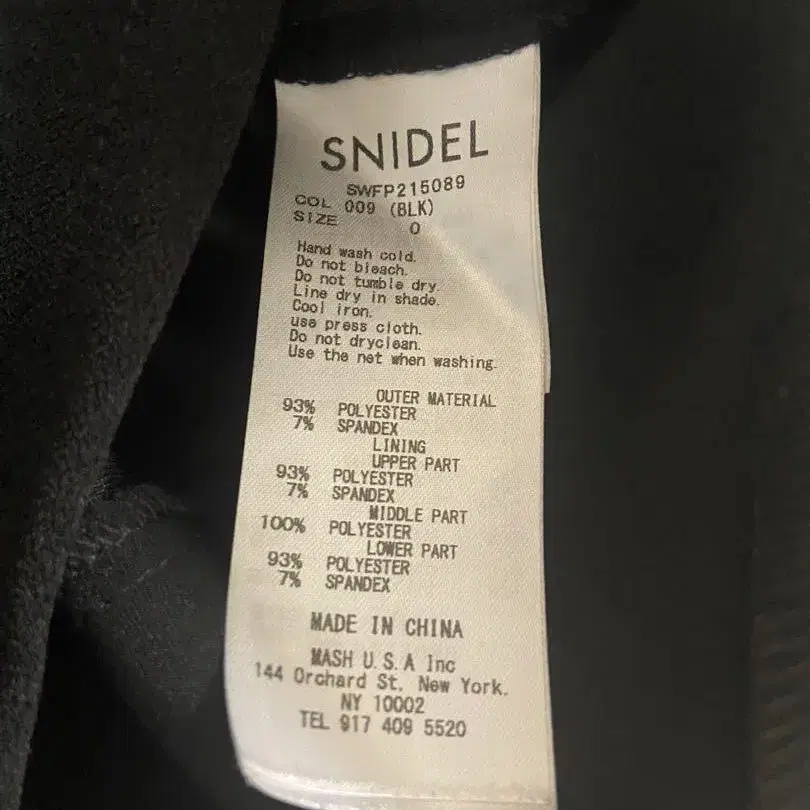 SNIDEL
SWFP215089
COL 009 (BLK)
SIZE 0
Hand wash cold.
Do not bleach.
Do not tumble dry.
Line dry in shade.
Cool iron.
use press cloth.
Do not dryclean.
Use the net when washing.
OUTER MATERIAL
93% POLYESTER
7% SPANDEX
LINING
UPPER PART
93% POLYESTER
7% SPANDEX
MIDDLE PART
100% POLYESTER
LOWER PART
93% POLYESTER
7% SPANDEX
MADE IN CHINA
MASH U.S.A Inc
144 Orchard St. New York.
NY 10002
TEL 917 409 5520